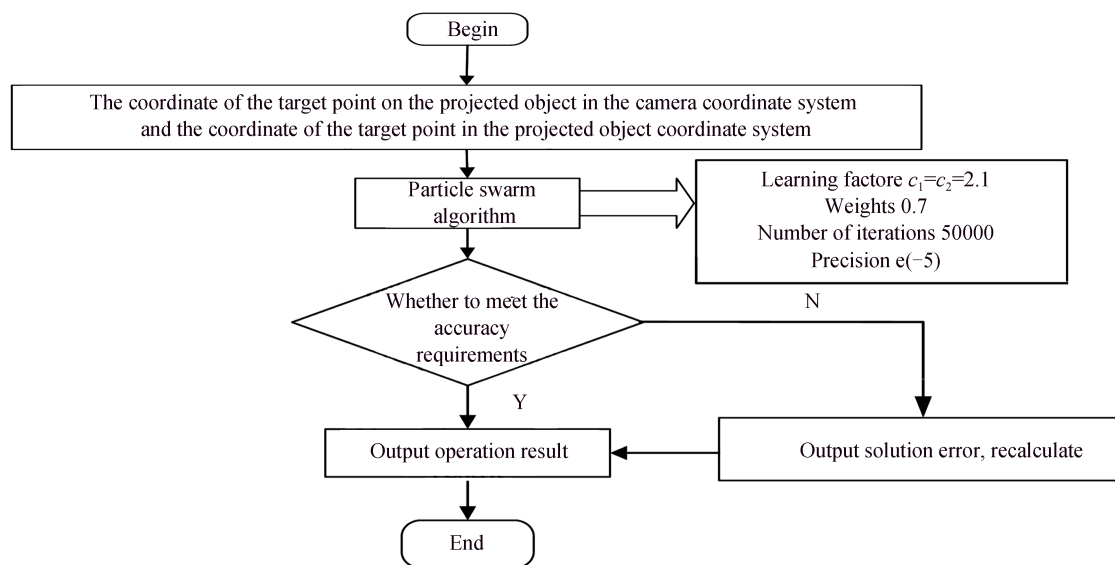 Begin
The coordinate of the target point on the projected object in the camera coordinate system
and the coordinate of the target point in the projected object coordinate system
Particle swarm
algorithm
Learning factore c₁=c₂=2.1
Weights 0.7
Number of iterations 50000
Precision e(−5)
Whether to meet the
accuracy
requirements
N
Y
Output operation result
Output solution error, recalculate
End